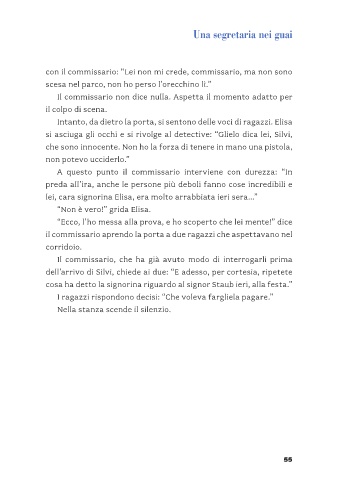 Una segretaria nei guai
con il commissario: "Lei non mi crede, commissario, ma non sono
scesa nel parco, non ho perso l'orecchino lì."
Il commissario non dice nulla. Aspetta il momento adatto per
il colpo di scena.
Intanto, da dietro la porta, si sentono delle voci di ragazzi. Elisa
si asciuga gli occhi e si rivolge al detective: "Glielo dica lei, Silvi,
che sono innocente. Non ho la forza di tenere in mano una pistola,
non potevo ucciderlo."
A questo punto il commissario interviene con durezza: "In
preda all'ira, anche le persone più deboli fanno cose incredibili e
lei, cara signorina Elisa, era molto arrabbiata ieri sera..."
"Non è vero!" grida Elisa.
"Ecco, l'ho messa alla prova, e ho scoperto che lei mente!" dice
il commissario aprendo la porta a due ragazzi che aspettavano nel
corridoio.
Il commissario, che ha già avuto modo di interrogarli prima
dell'arrivo di Silvi, chiede ai due: "E adesso, per cortesia, ripetete
cosa ha detto la signorina riguardo al signor Staub ieri, alla festa."
I ragazzi rispondono decisi: "Che voleva fargliela pagare."
Nella stanza scende il silenzio.
55